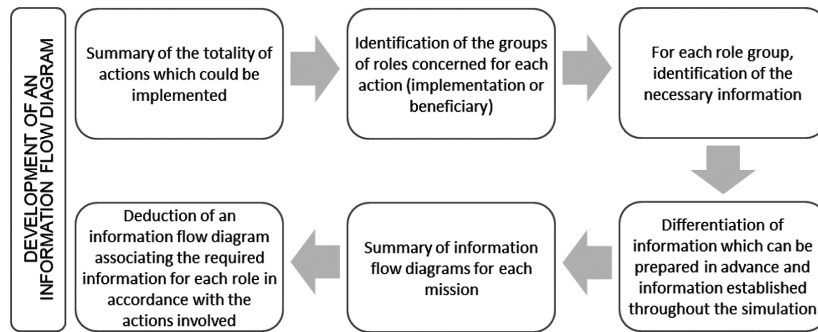 DEVELOPMENT OF AN
INFORMATION FLOW DIAGRAM
Summary of the totality of
actions which could be
implemented
Identification of the groups
of roles concerned for each
action (implementation or
beneficiary)
For each role group,
identification of the
necessary information
Differentiation of
information which can be
prepared in advance and
information established
throughout the simulation
Summary of information
flow diagrams for each
mission
Deduction of an
information flow diagram
associating the required
information for each role in
accordance with the
actions involved